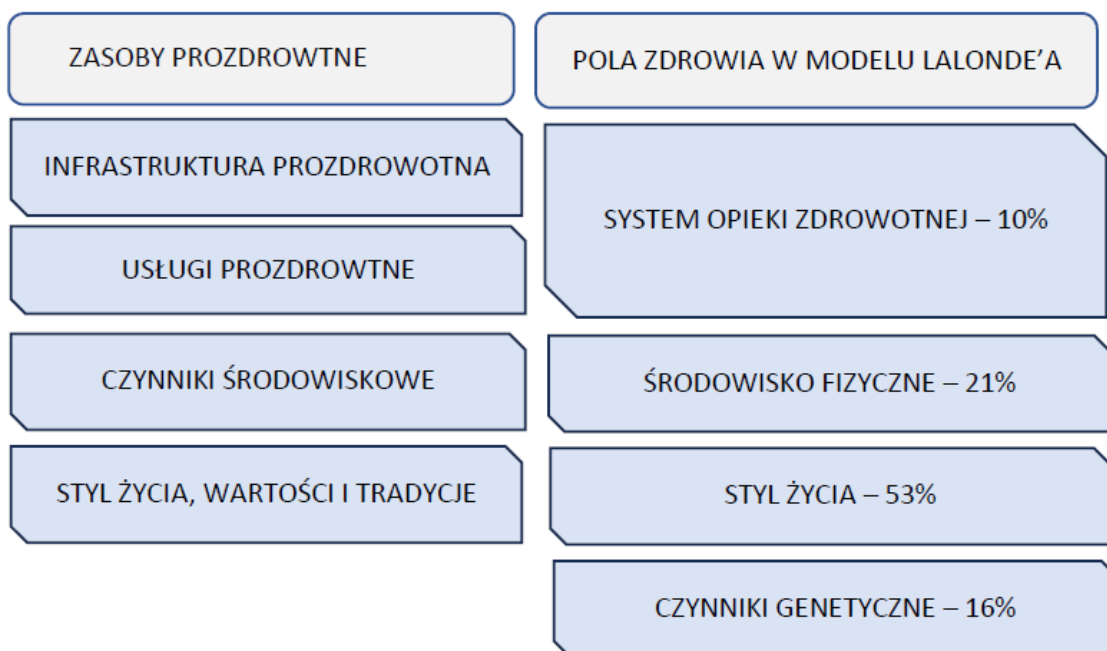 ZASOBY PROZDROWTNE
POLA ZDROWIA W MODELU LALONDE’A
INFRASTRUKTURA PROZDROWOTNA
SYSTEM OPIEKI ZDROWOTNEJ – 10%
USŁUGI PROZDROWTNE
CZYNNIKI ŚRODOWISKOWE
ŚRODOWISKO FIZYCZNE – 21%
STYL ŻYCIA, WARTOŚCI I TRADYCJE
STYL ŻYCIA – 53%
CZYNNIKI GENETYCZNE – 16%